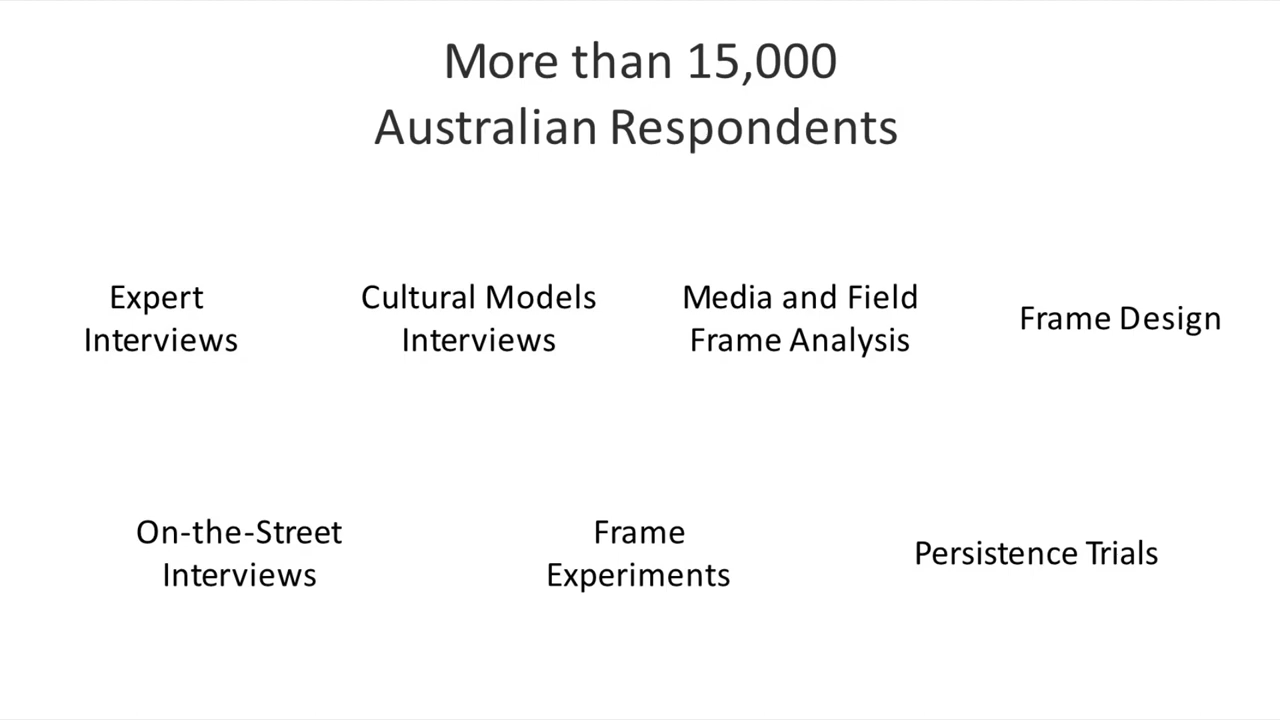 More than 15,000
Australian Respondents
Expert
Interviews
Cultural Models
Interviews
Media and Field
Frame Analysis
Frame Design
On-the-Street
Interviews
Frame
Experiments
Persistence Trials